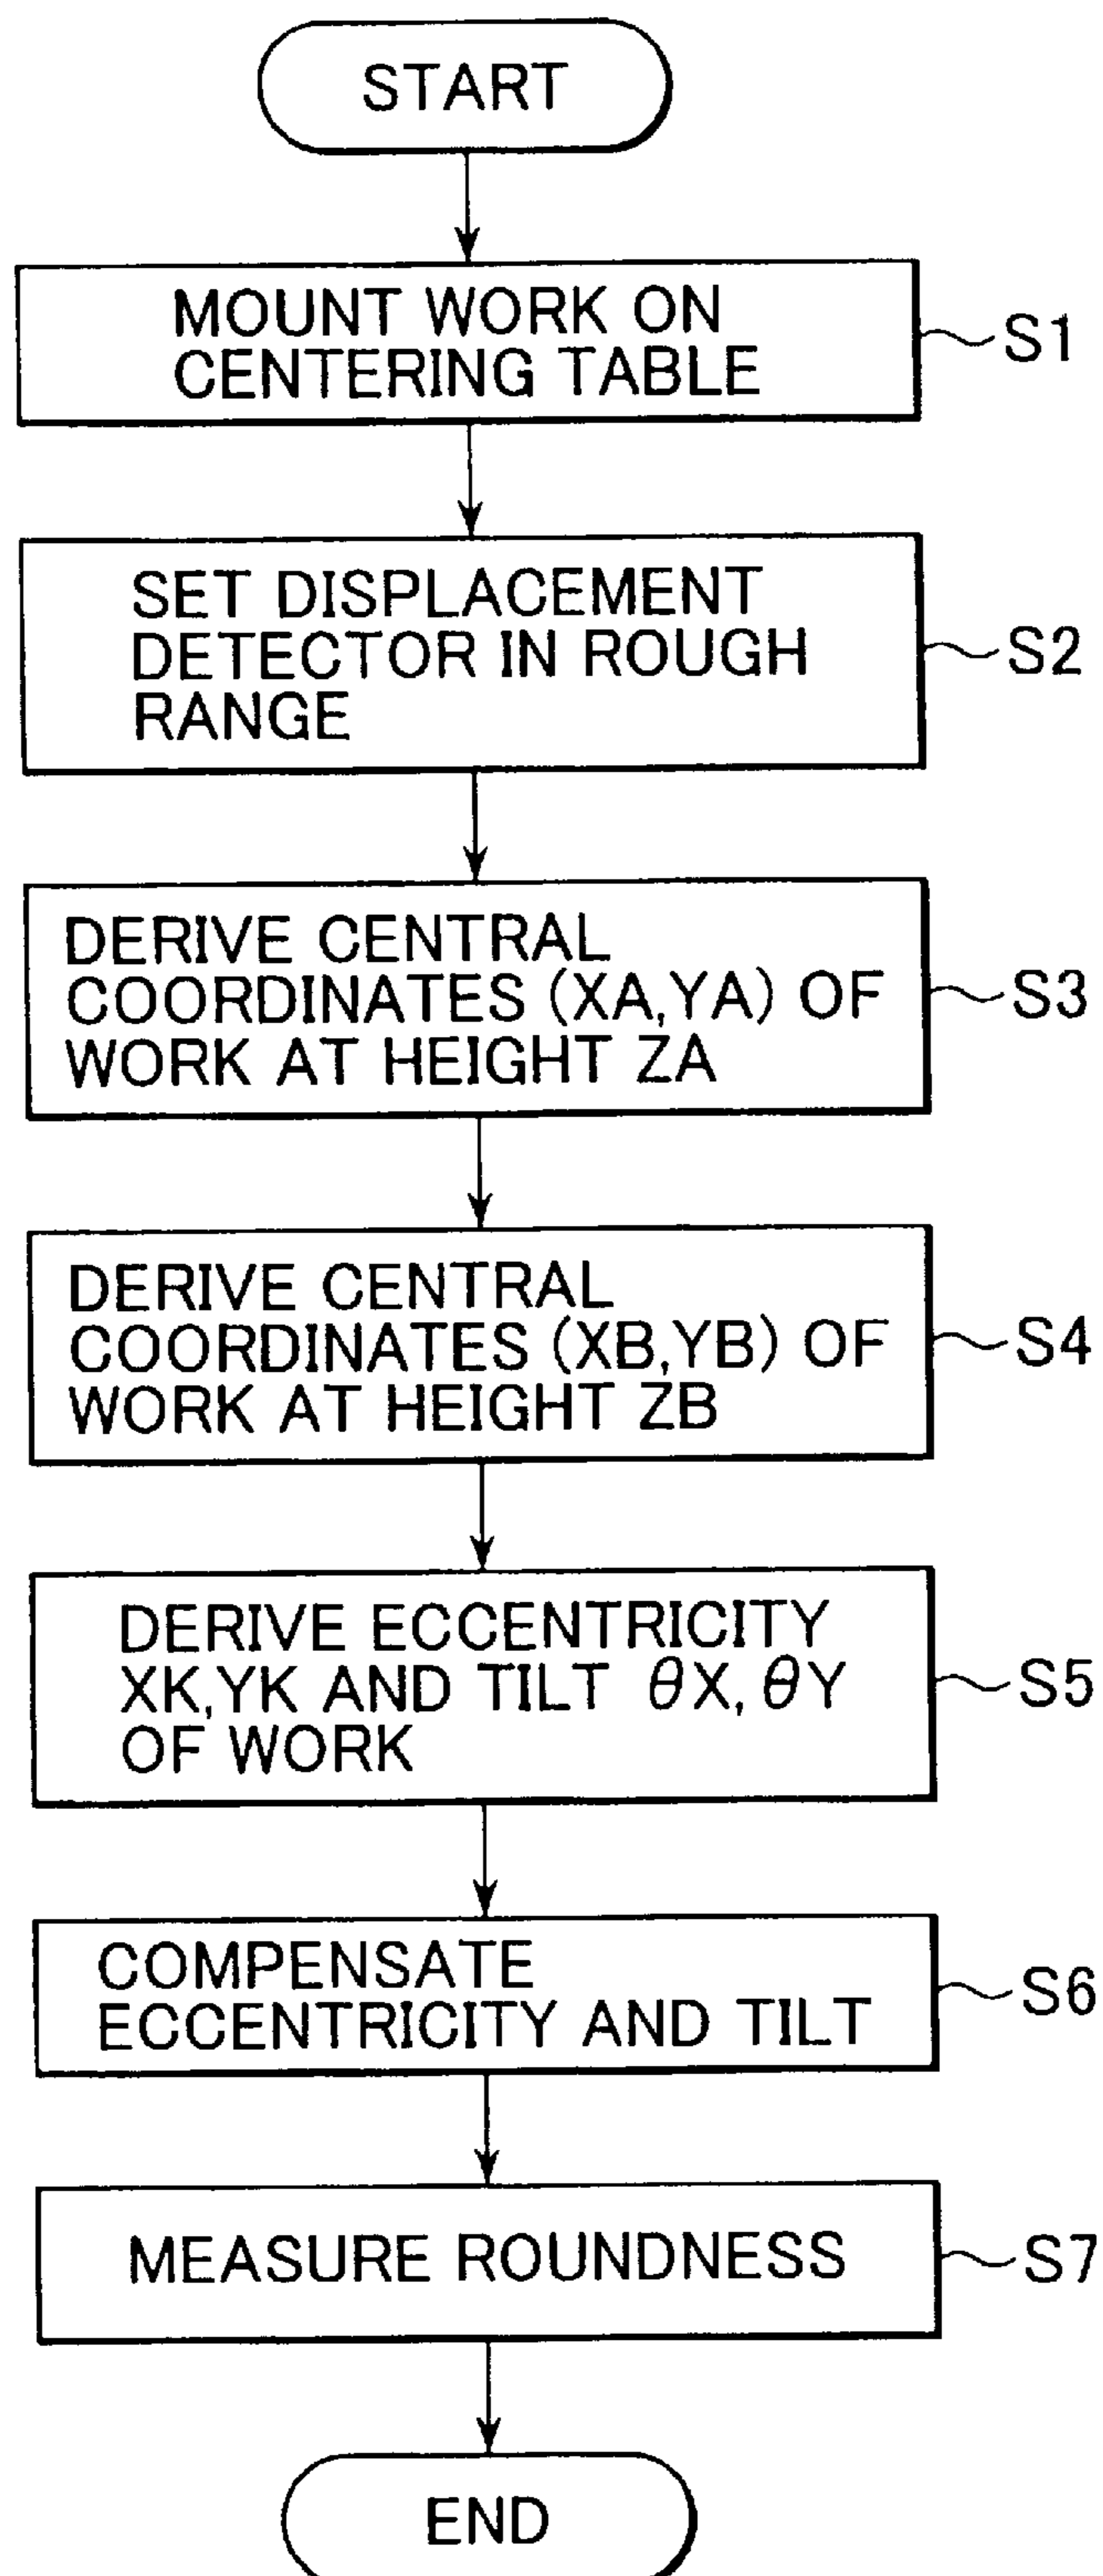 START
MOUNT WORK ON
CENTERING TABLE
S1
SET DISPLACEMENT
DETECTOR IN ROUGH
RANGE
S2
DERIVE CENTRAL
COORDINATES (XA,YA) OF
WORK AT HEIGHT ZA
S3
DERIVE CENTRAL
COORDINATES (XB,YB) OF
WORK AT HEIGHT ZB
S4
DERIVE ECCENTRICITY
XK,YK AND TILT θX,θY
OF WORK
S5
COMPENSATE
ECCENTRICITY AND TILT
S6
MEASURE ROUNDNESS
S7
END